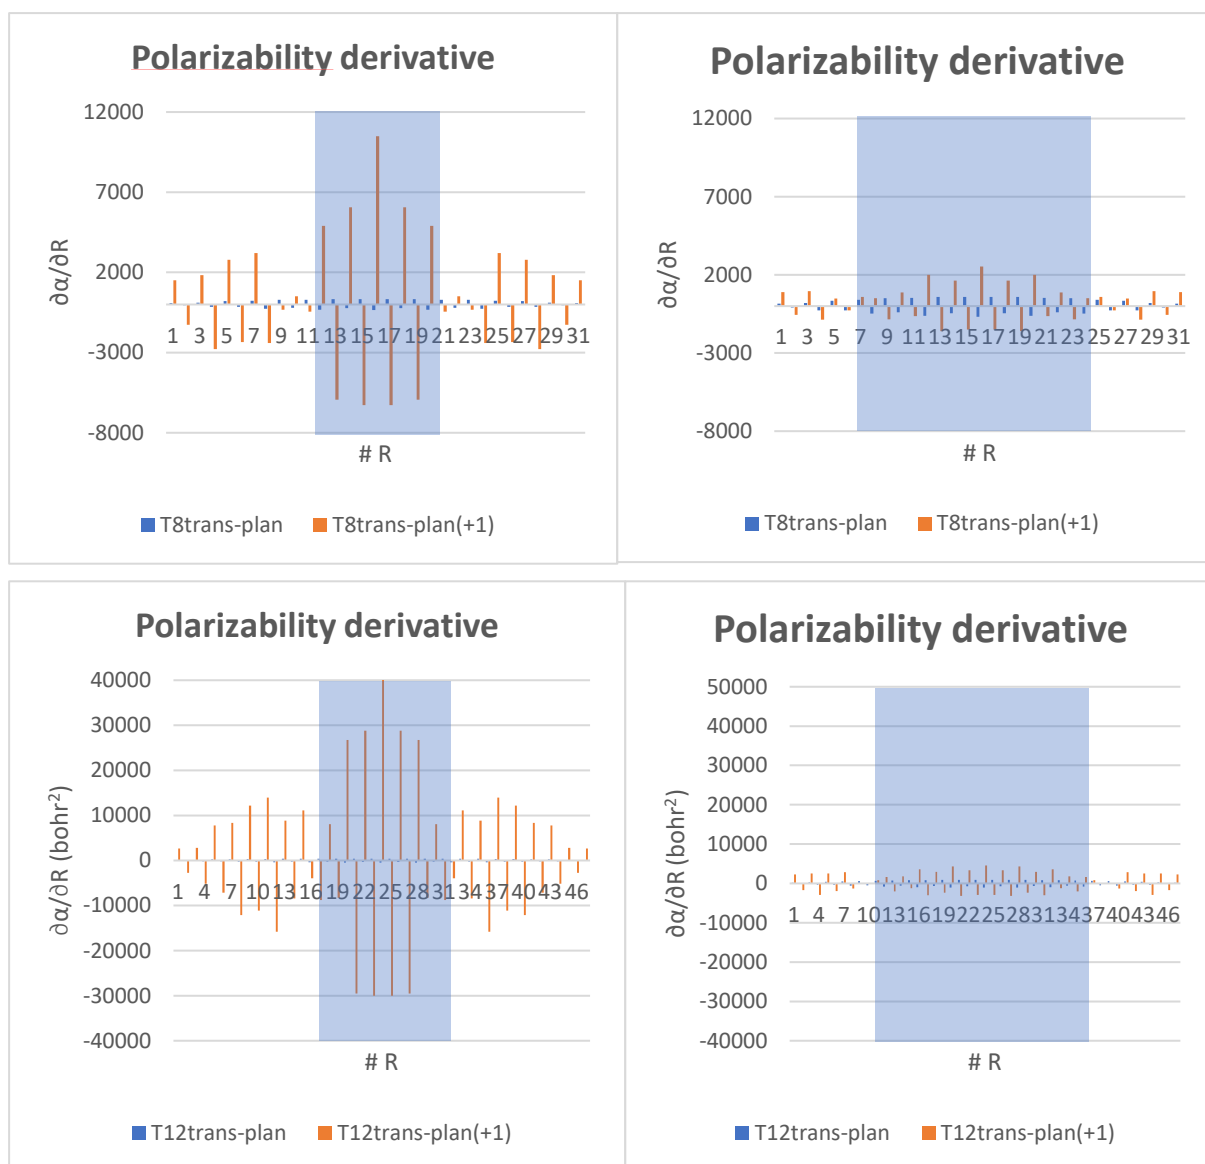 Polarizability derivative
12000
7000
2000
-3000
-8000
∂α/∂R
1 3 5 7 9 11 13 15 17 19 21 23 25 27 29 31
# R
T8trans-plan T8trans-plan(+1)
Polarizability derivative
12000
7000
2000
-3000
-8000
∂α/∂R
1 3 5 7 9 11 13 15 17 19 21 23 25 27 29 31
# R
T8trans-plan T8trans-plan(+1)
Polarizability derivative
40000
30000
20000
10000
0
-10000
-20000
-30000
-40000
∂α/∂R (bohr²)
1 4 7 10 13 16 19 22 25 28 31 34 37 40 43 46
# R
T12trans-plan T12trans-plan(+1)
Polarizability derivative
50000
40000
30000
20000
10000
0
-10000
-20000
-30000
-40000
∂α/∂R (bohr²)
1 4 7 10 13 16 19 22 25 28 31 34 37 40 43 46
# R
T12trans-plan T12trans-plan(+1)